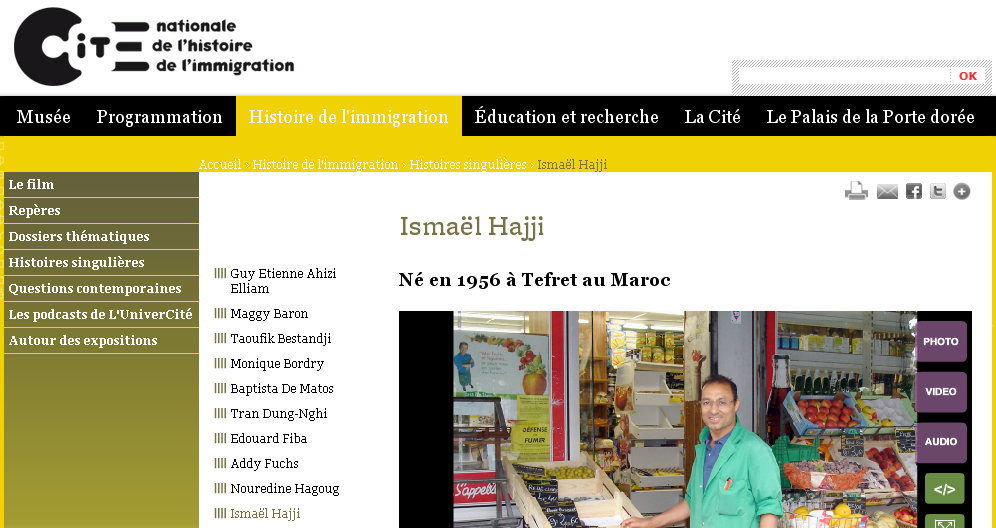 CiTE nationale
de l'histoire
de l'immigration
OK
Musée Programmation Histoire de l'immigration Éducation et recherche La Cité Le Palais de la Porte dorée
Accueil › Histoire de l'immigration › Histoires singulières › Ismaël Hajji
Le film
Repères
Dossiers thématiques
Histoires singulières
Questions contemporaines
Les podcasts de L'UniverCité
Autour des expositions
Guy Etienne Ahizi
Elliam
Maggy Baron
Taoufik Bestandji
Monique Bordry
Baptista De Matos
Tran Dung-Nghi
Edouard Fiba
Addy Fuchs
Nouredine Hagoug
Ismaël Hajji
Ismaël Hajji
Né en 1956 à Tefret au Maroc
PHOTO
VIDEO
AUDIO
</>
DÉFENSE
FUMER
S'appelle